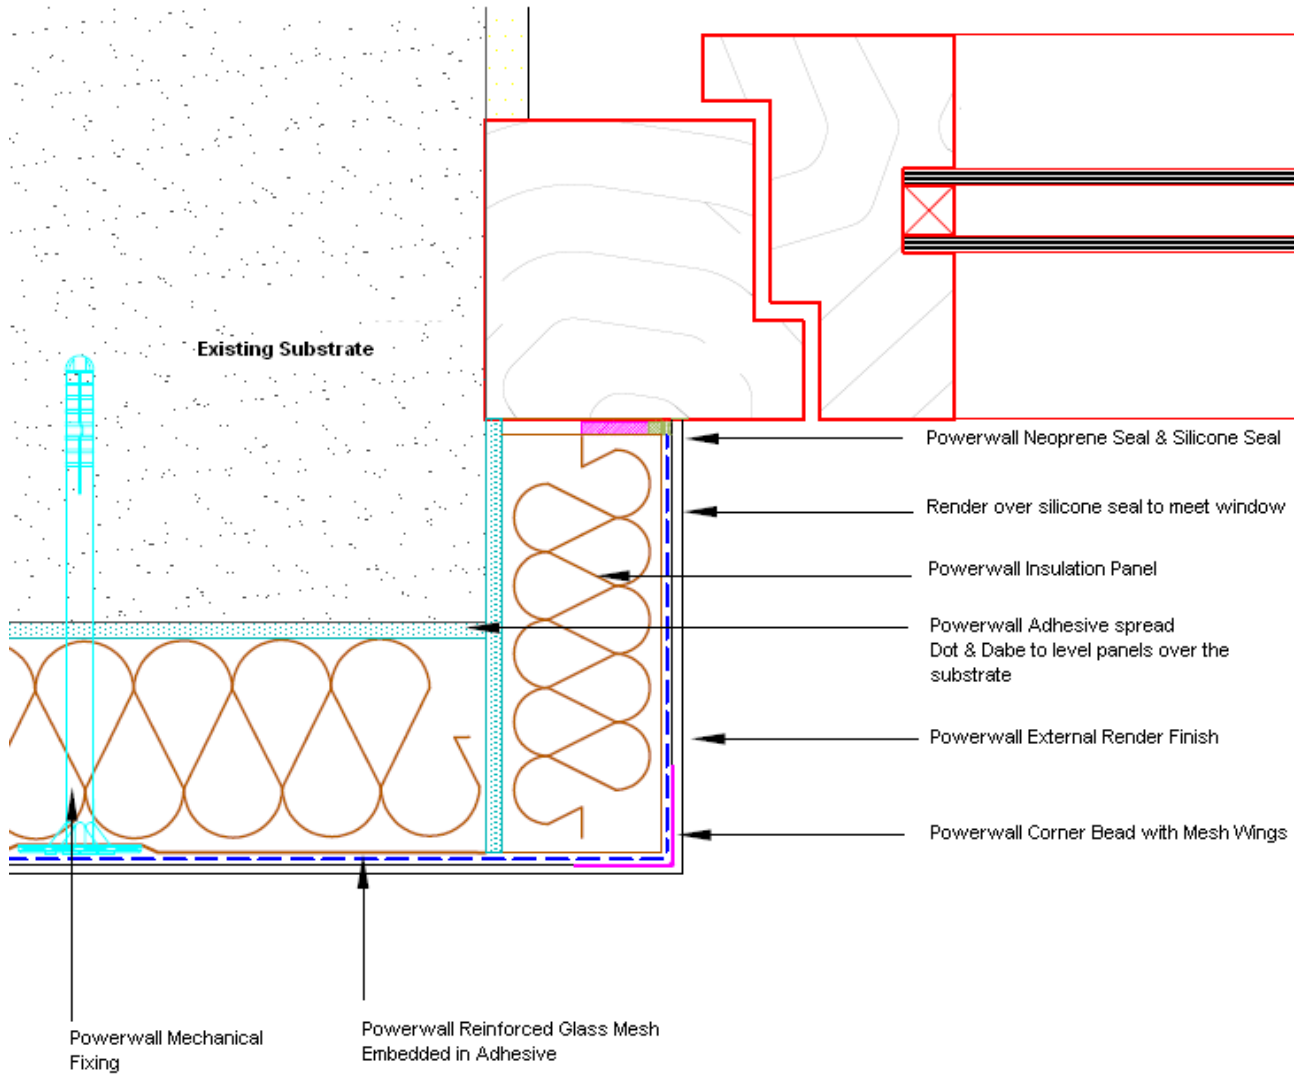 Existing Substrate
Powerwall Neoprene Seal & Silicone Seal
Render over silicone seal to meet window
Powerwall Insulation Panel
Powerwall Adhesive spread
Dot & Dabe to level panels over the
substrate
Powerwall External Render Finish
Powerwall Corner Bead with Mesh Wings
Powerwall Mechanical
Fixing
Powerwall Reinforced Glass Mesh
Embedded in Adhesive